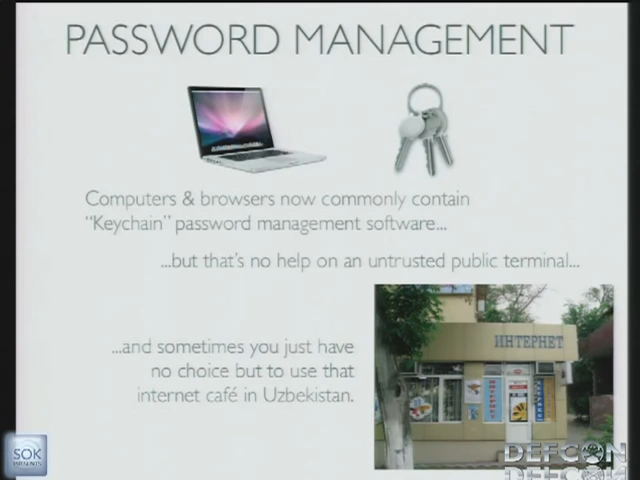 PASSWORD MANAGEMENT
Computers & browsers now commonly contain
“Keychain” password management software...
...but that’s no help on an untrusted public terminal...
...and sometimes you just have
no choice but to use that
internet café in Uzbekistan.
ИНТЕРНЕТ
SOK
DEFCON